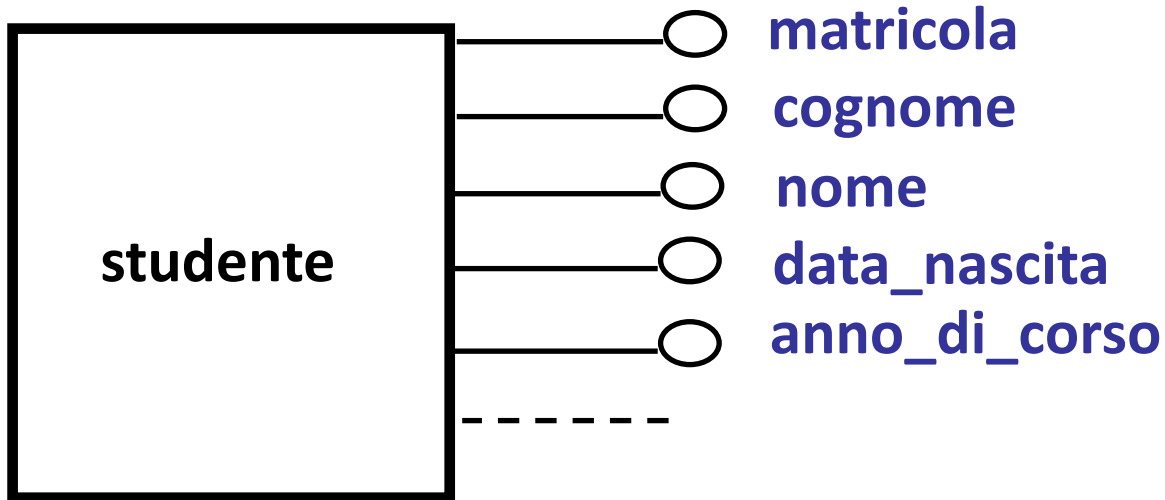 matricola
cognome
nome
studente
data_nascita
anno_di_corso